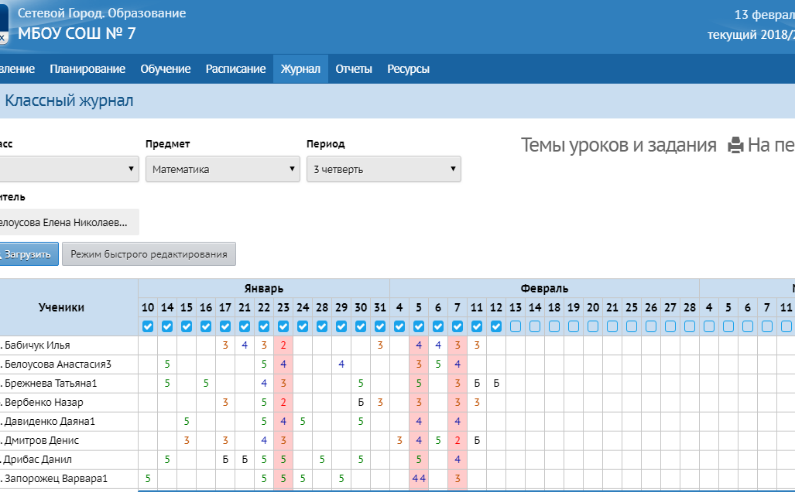 Сетевой Город. Образование
13 феврал
МБОУ СОШ № 7
текущий 2018/2
вление Планирование Обучение Расписание Журнал Отчеты Ресурсы
Классный журнал
асс Предмет Период
Темы уроков и задания На пе
Математика 3 четверть
итель
елоусова Елена Николаев...
Загрузить Режим быстрого редактирования
Ученики Январь Февраль
10 14 15 16 17 21 22 23 24 28 29 30 31 4 5 6 7 11 12 13 14 18 19 20 21 25 26 27 28 4 5 6 7 11
. Бабичук Илья 3 4 3 2 3 4 4 3 3
. Белоусова Анастасия3 5 5 4 4 3 5 4
. Брежнева Татьяна1 5 5 4 3 5 5 3 Б Б
. Вербенко Назар 3 5 2 Б 3 3 3 3
. Давиденко Даяна1 5 5 4 5 5 4 4
. Дмитров Денис 3 3 4 3 3 4 5 2 Б
. Дрибас Данил 5 Б Б 5 5 5 5 5 4
. Запорожец Варвара1 5 5 5 5 5 44 3